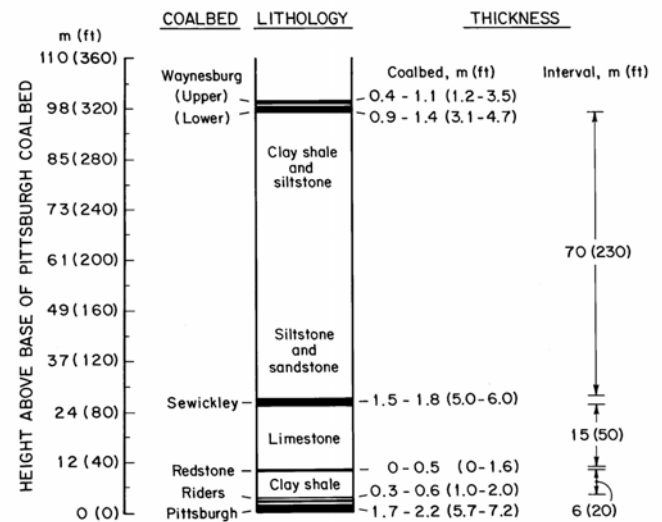 COALBED LITHOLOGY THICKNESS
m (ft)
110 (360)
Waynesburg Coalbed, m (ft) Interval, m (ft)
(Upper) 0.4 - 1.1 (1.2-3.5)
98 (320)
(Lower) 0.9 - 1.4 (3.1-4.7)
85 (280)
Clay shale
and
siltstone
73 (240)
61 (200)
70 (230)
49 (160)
Siltstone
and
sandstone
37 (120)
Sewickley 1.5 - 1.8 (5.0-6.0)
24 (80)
Limestone 15 (50)
12 (40)
Redstone 0-0.5 (0-1.6)
Clay shale
Riders 0.3 - 0.6 (1.0-2.0)
0 (0) Pittsburgh 1.7 - 2.2 (5.7-7.2) 6 (20)
HEIGHT ABOVE BASE OF PITTSBURGH COALBED